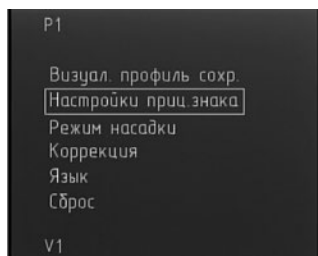 P1
Визуал. профиль сохр.
Настройки приц.знака
Режим насадки
Коррекция
Язык
Сброс
V1